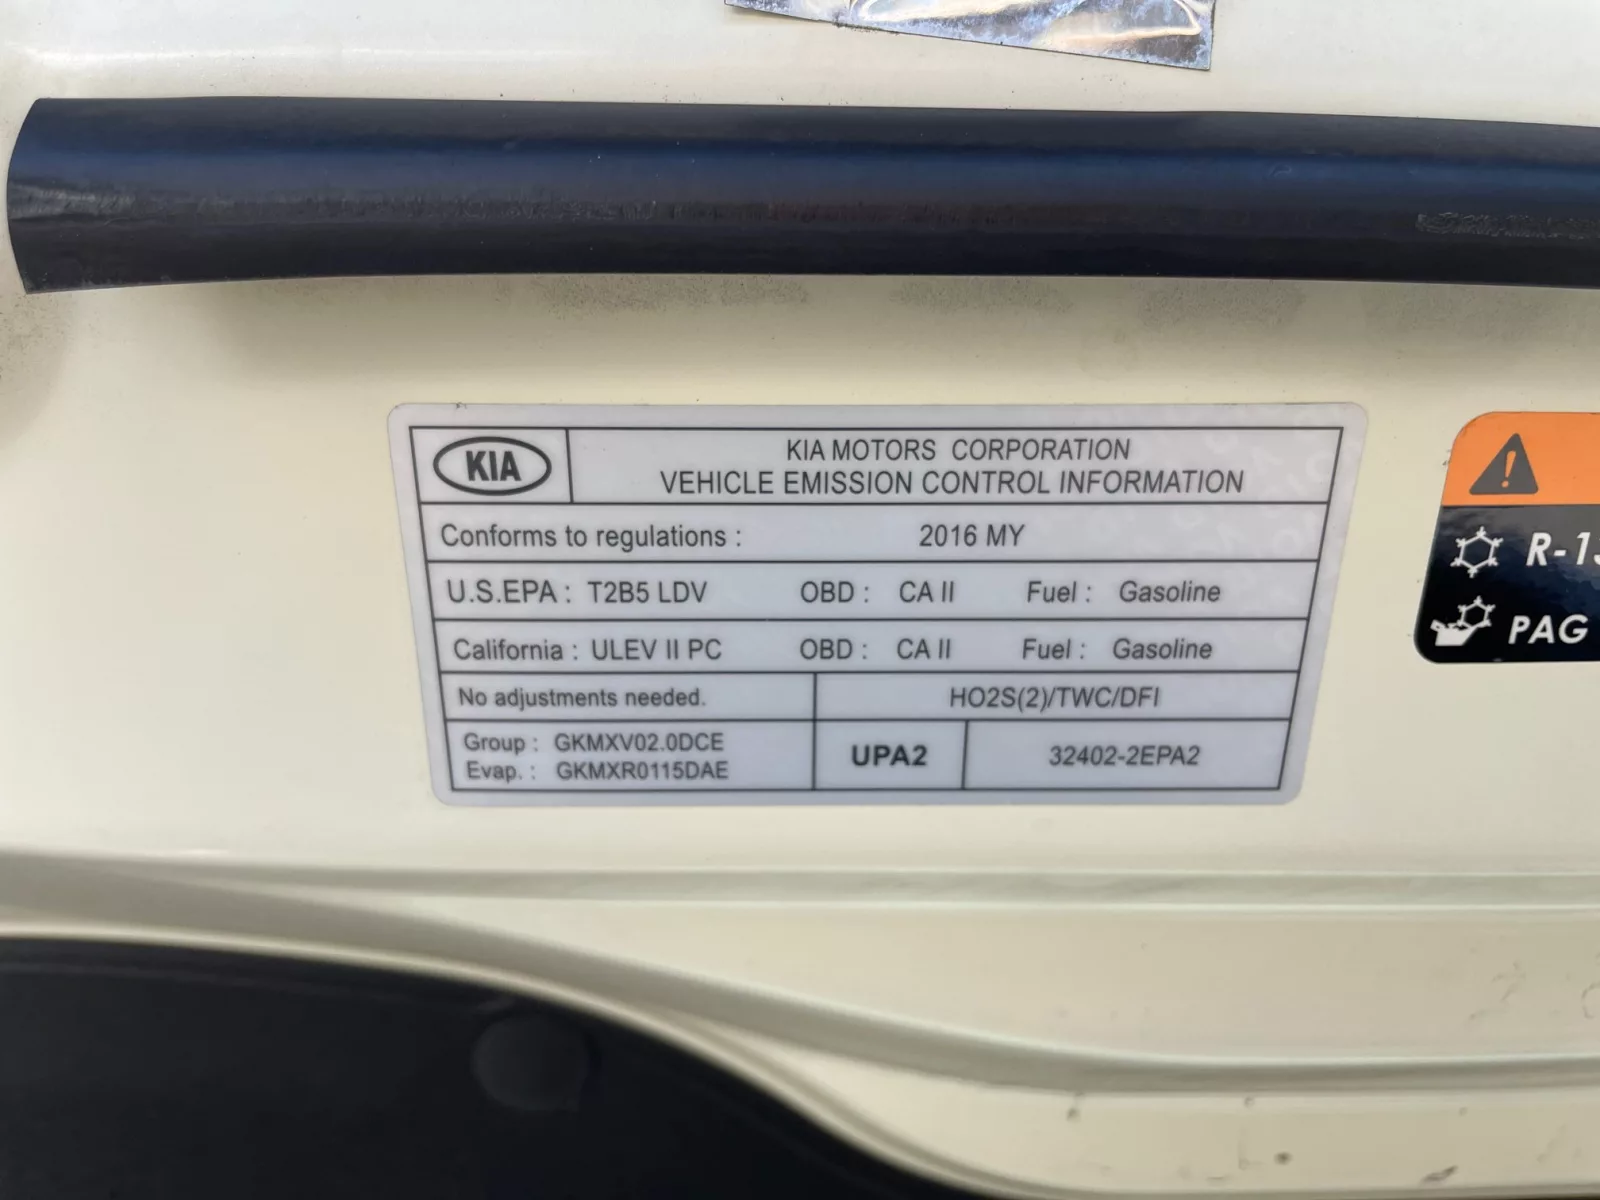 KIA
KIA MOTORS CORPORATION
VEHICLE EMISSION CONTROL INFORMATION
Conforms to regulations : 2016 MY
U.S.EPA : T2B5 LDV OBD : CA II Fuel : Gasoline
California : ULEV II PC OBD : CA II Fuel : Gasoline
No adjustments needed. HO2S(2)/TWC/DFI
Group : GKMXV02.0DCE
Evap. : GKMXR0115DAE
UPA2
32402-2EPA2
PAG